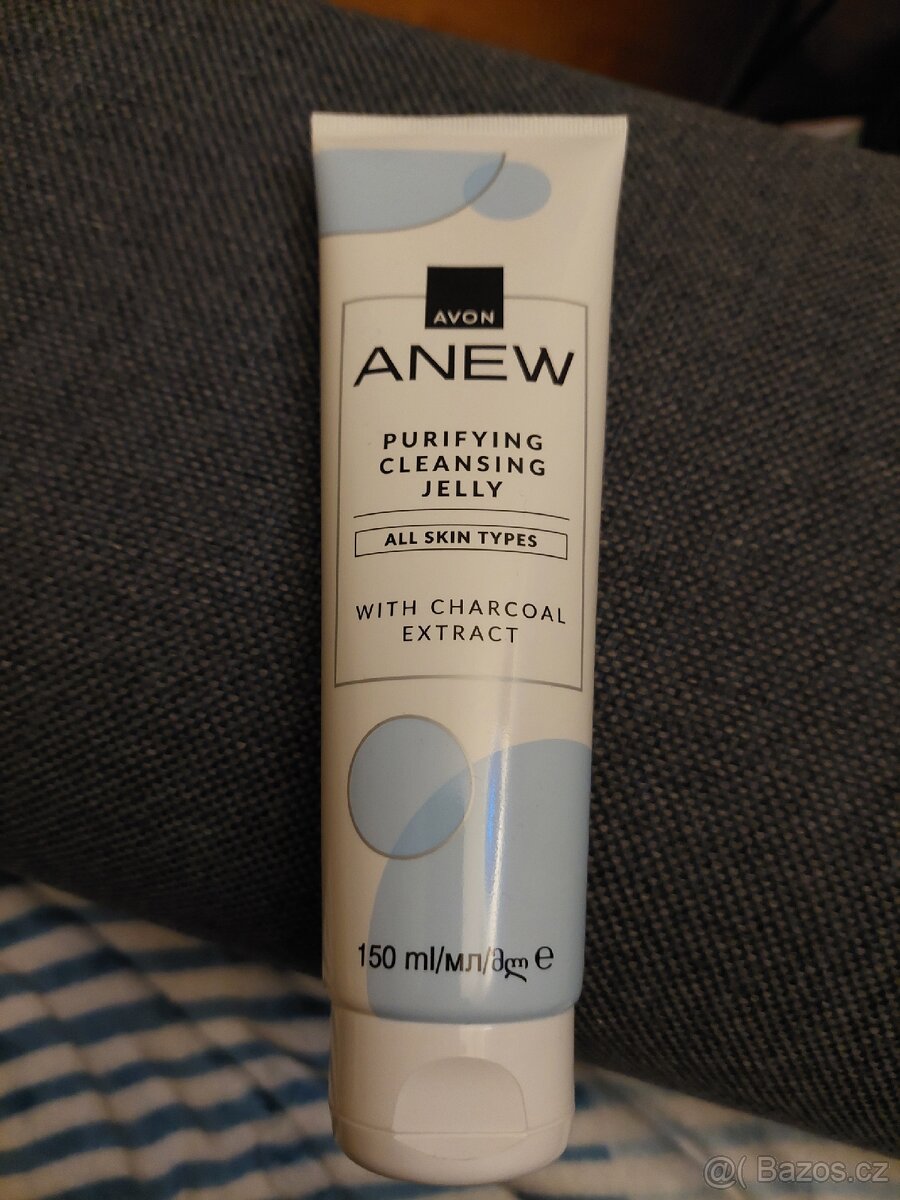 AVON
ANEW
PURIFYING
CLEANSING
JELLY
ALL SKIN TYPES
WITH CHARCOAL
EXTRACT
150 ml/мл/მლ e
@( Bazos.cz